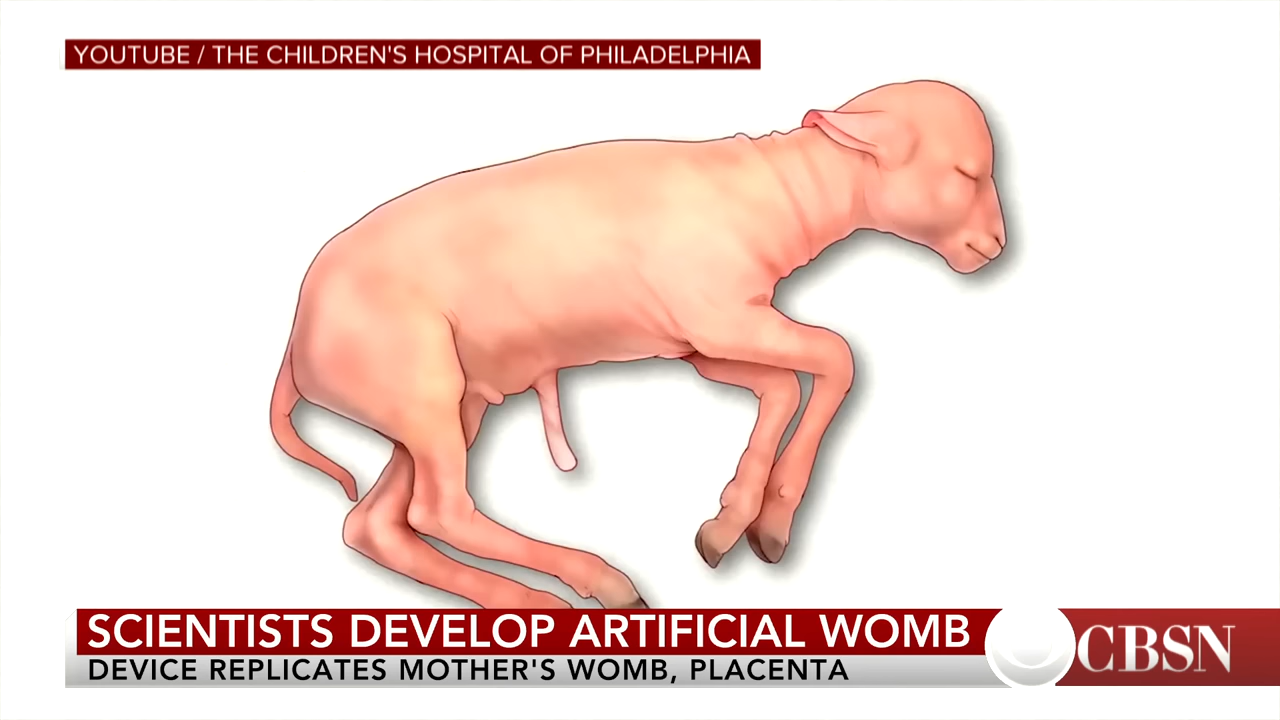 YOUTUBE / THE CHILDREN'S HOSPITAL OF PHILADELPHIA
SCIENTISTS DEVELOP ARTIFICIAL WOMB
DEVICE REPLICATES MOTHER'S WOMB, PLACENTA
CBSN